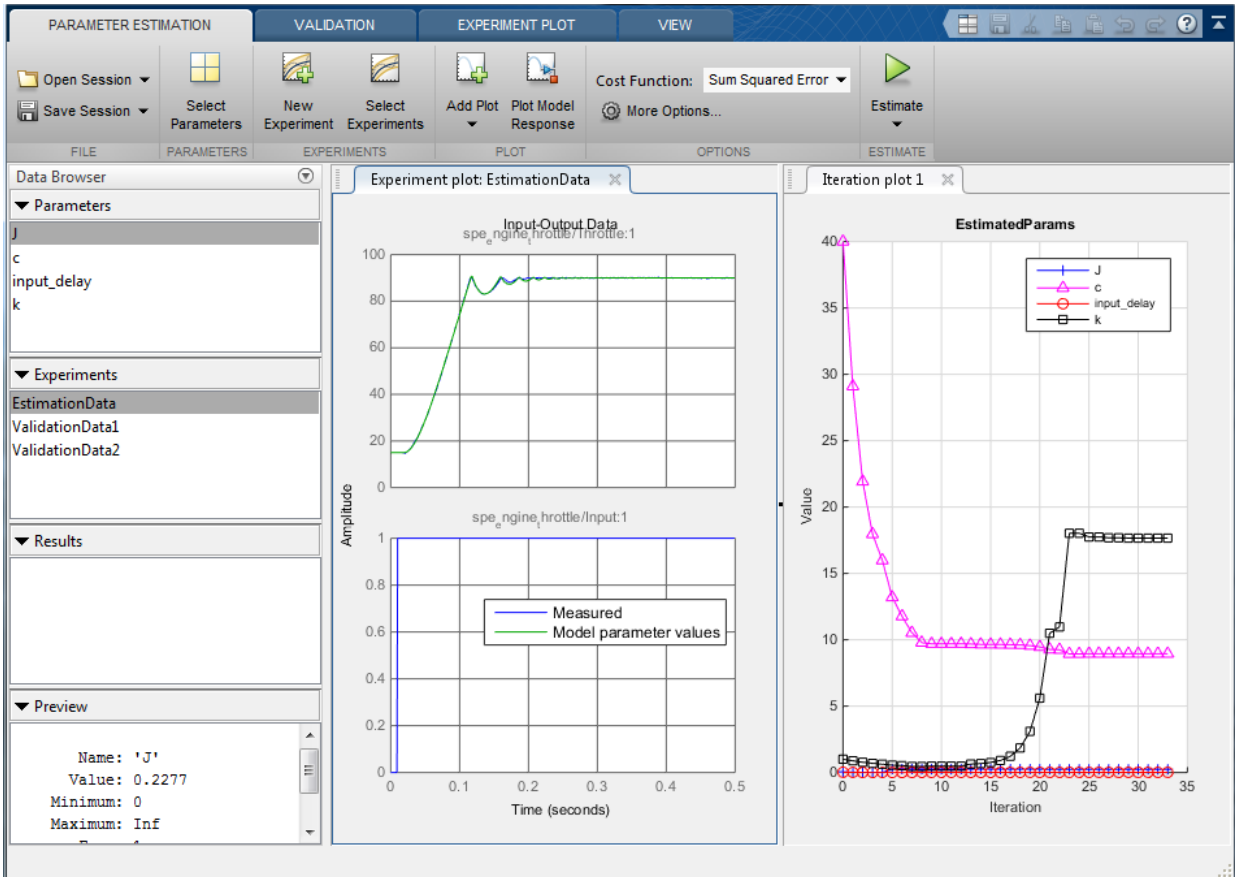 PARAMETER ESTIMATION VALIDATION EXPERIMENT PLOT VIEW
Open Session
Save Session
Select
Parameters
New
Experiment
Select
Experiments
Add Plot
Plot Model
Response
Cost Function: Sum Squared Error
More Options...
Estimate
FILE PARAMETERS EXPERIMENTS PLOT OPTIONS ESTIMATE
Data Browser
Parameters
J
c
input_delay
k
Experiments
EstimationData
ValidationData1
ValidationData2
Results
Preview
Name: 'J'
Value: 0.2277
Minimum: 0
Maximum: Inf
Experiment plot: EstimationData
Input-Output Data
spe_engine_throttle/Throttle:1
100
80
60
40
20
0
Amplitude
spe_engine_throttle/Input:1
1
0.8
0.6
0.4
0.2
0
Measured
Model parameter values
0 0.1 0.2 0.3 0.4 0.5
Time (seconds)
Iteration plot 1
EstimatedParams
40
35
30
25
20
15
10
5
0
Value
J
c
input_delay
k
0 5 10 15 20 25 30 35
Iteration